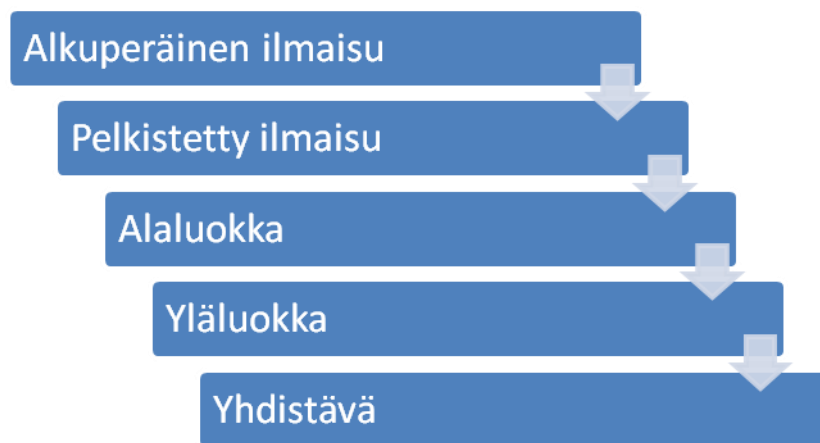 Alkuperäinen ilmaisu
Pelkistetty ilmaisu
Alaluokka
Yläluokka
Yhdistävä